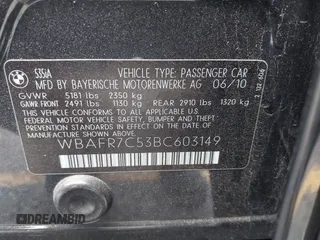 535iA VEHICLE TYPE: PASSENGER CAR
MFD BY BAYERISCHE MOTORENWERKE AG 06/10
GVWR 5181 lbs 2350 kg
GAWR FRONT 2491 lbs 1130 kg REAR 2910 lbs 1320 kg
THIS VEHICLE CONFORMS TO ALL APPLICABLE
FEDERAL MOTOR VEHICLE SAFETY, BUMPER
AND THEFT PREVENTION STANDARDS IN EFFECT
ON THE DATE OF MANUFACTURE
SHOWN ABOVE
WBAFR7C53BC603149
DREAMBID